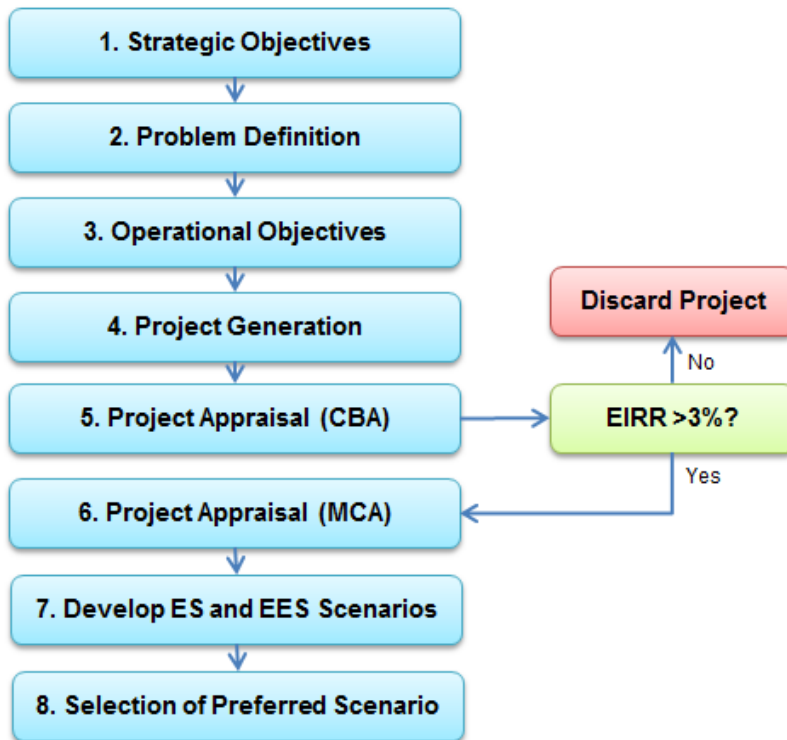 1. Strategic Objectives
2. Problem Definition
3. Operational Objectives
4. Project Generation
Discard Project
No
5. Project Appraisal (CBA)
EIRR >3%?
Yes
6. Project Appraisal (MCA)
7. Develop ES and EES Scenarios
8. Selection of Preferred Scenario